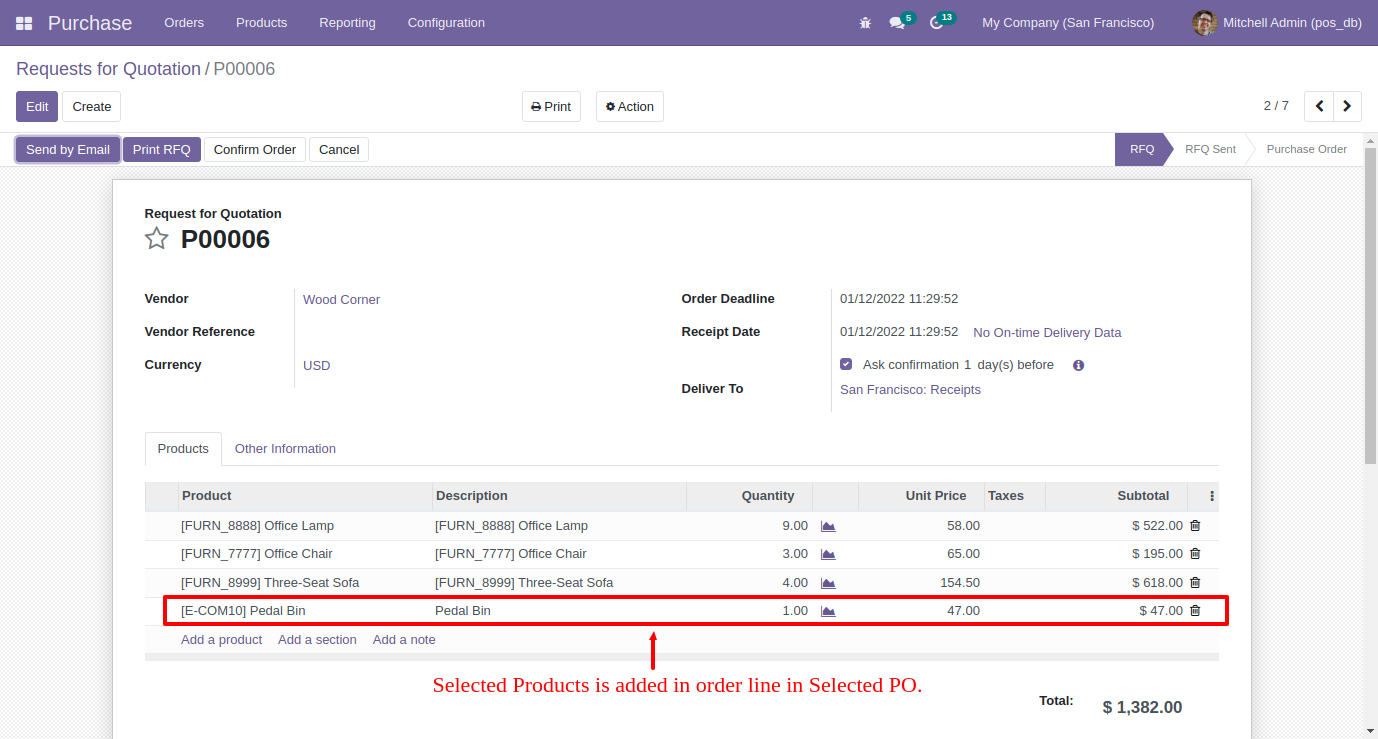 Purchase Orders Products Reporting Configuration 5 13 My Company (San Francisco) Mitchell Admin (pos_db)
Requests for Quotation / P00006
Edit Create Print Action 2 / 7
Send by Email Print RFQ Confirm Order Cancel RFQ RFQ Sent Purchase Order
Request for Quotation
P00006
Vendor Wood Corner Order Deadline 01/12/2022 11:29:52
Vendor Reference Receipt Date 01/12/2022 11:29:52 No On-time Delivery Data
Currency USD Ask confirmation 1 day(s) before
Deliver To San Francisco: Receipts
Products Other Information
Product Description Quantity Unit Price Taxes Subtotal
[FURN_8888] Office Lamp [FURN_8888] Office Lamp 9.00 58.00 $ 522.00
[FURN_7777] Office Chair [FURN_7777] Office Chair 3.00 65.00 $ 195.00
[FURN_8999] Three-Seat Sofa [FURN_8999] Three-Seat Sofa 4.00 154.50 $ 618.00
[E-COM10] Pedal Bin Pedal Bin 1.00 47.00 $ 47.00
Add a product Add a section Add a note
Selected Products is added in order line in Selected PO.
Total: $ 1,382.00